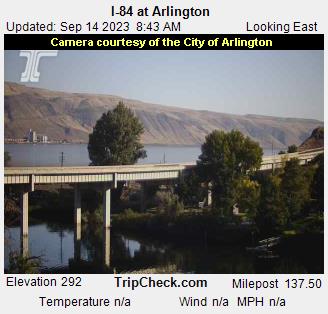 I-84 at Arlington
Updated: Sep 14 2023 8:43 AM Looking East
Camera courtesy of the City of Arlington
Elevation 292 TripCheck.com Milepost 137.50
Temperature n/a Wind n/a MPH n/a